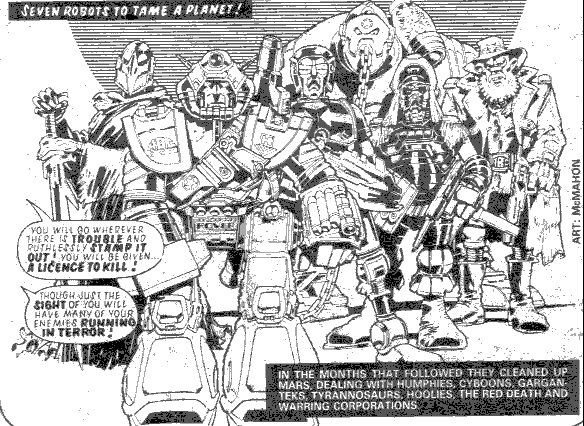 SEVEN ROBOTS TO TAME A PLANET!
YOU WILL GO WHEREVER
THERE IS TROUBLE AND
RUTHLESSLY STAMP IT
OUT! YOU WILL BE GIVEN
A LICENCE TO KILL!
THOUGH JUST THE
SIGHT OF YOU WILL
HAVE MANY OF YOUR
ENEMIES RUNNING
IN TERROR!
ART: McMAHON
IN THE MONTHS THAT FOLLOWED THEY CLEANED UP
MARS, DEALING WITH HUMPHIES, CYBOONS, GARGAN-
TEKS, TYRANNOSAURS, HOOLIES, THE RED DEATH AND
WARRING CORPORATIONS